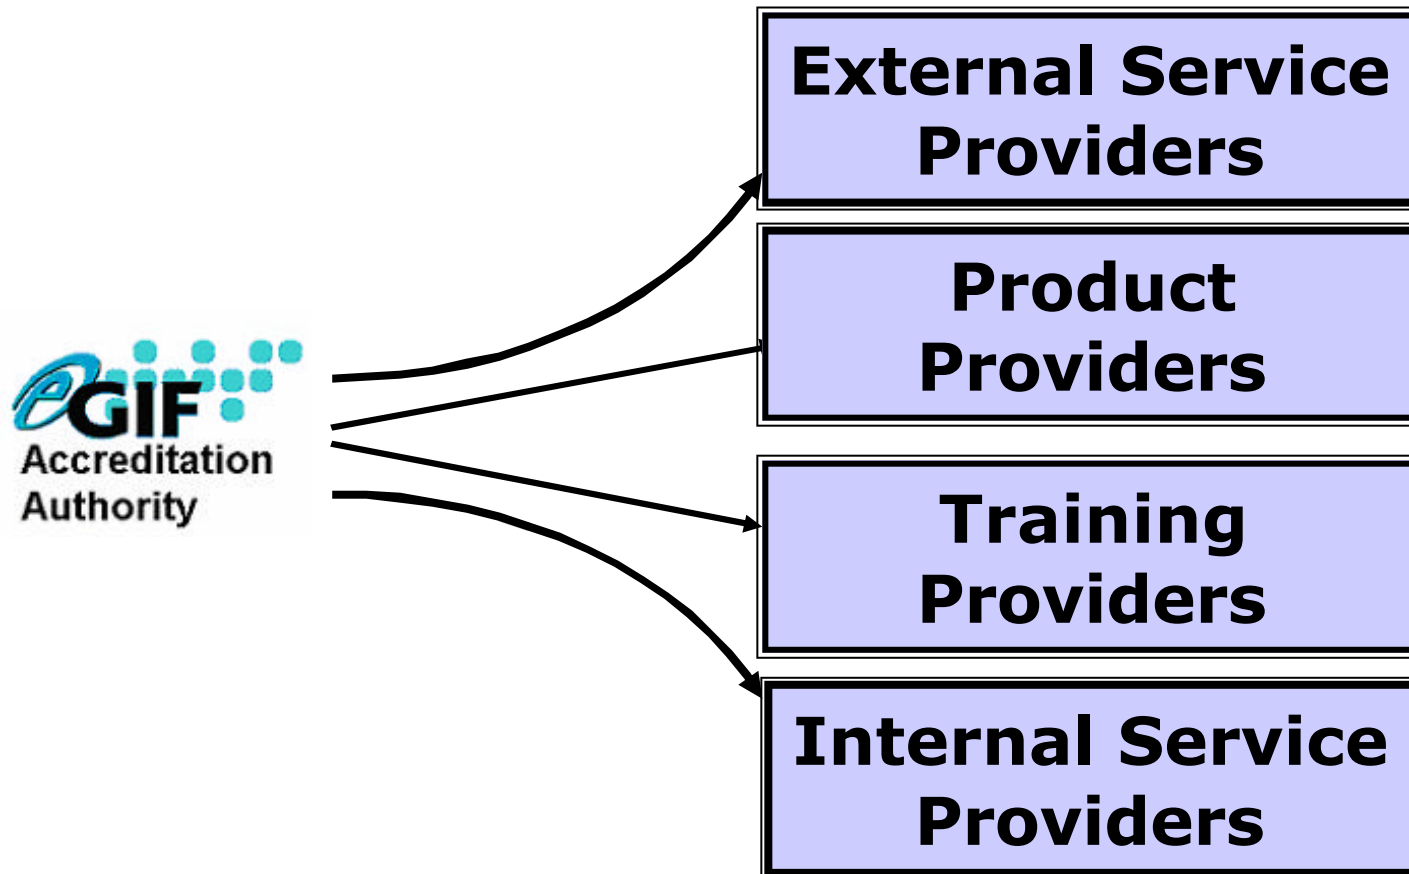 External Service
Providers
Product
Providers
eGIF
Accreditation
Authority
Training
Providers
Internal Service
Providers